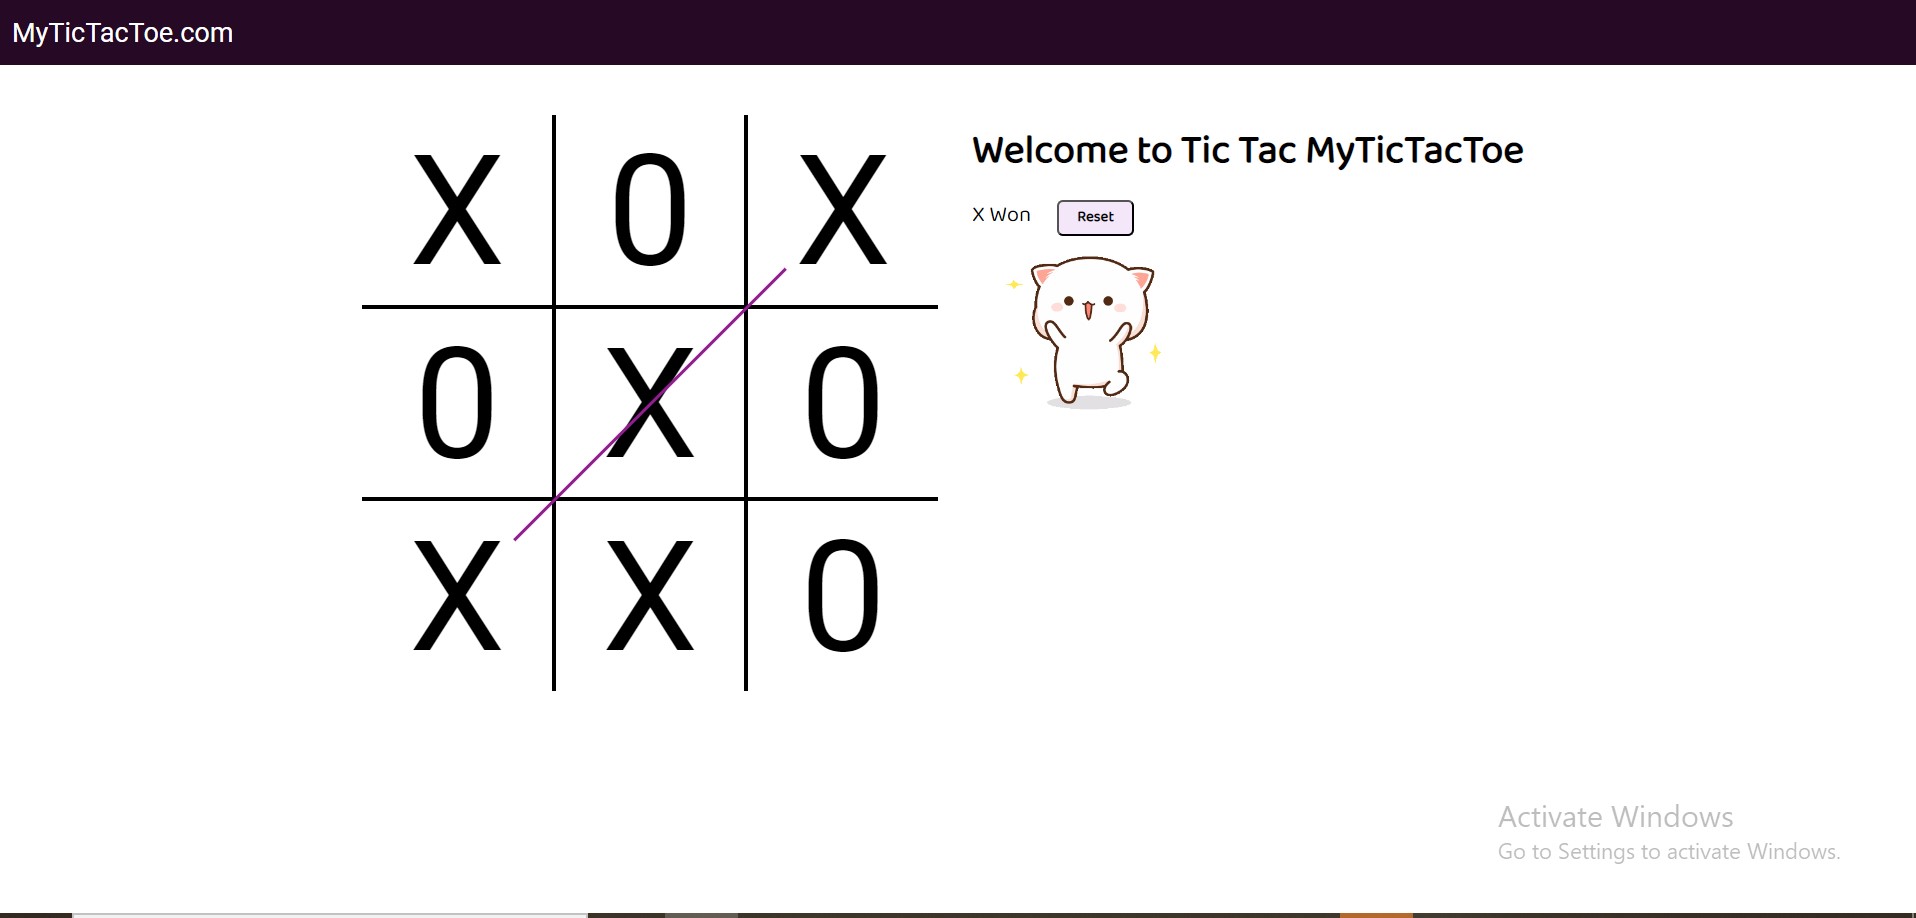 MyTicTacToe.com
X 0 X
0 X 0
X X 0
Welcome to Tic Tac MyTicTacToe
X Won Reset
Activate Windows
Go to Settings to activate Windows.